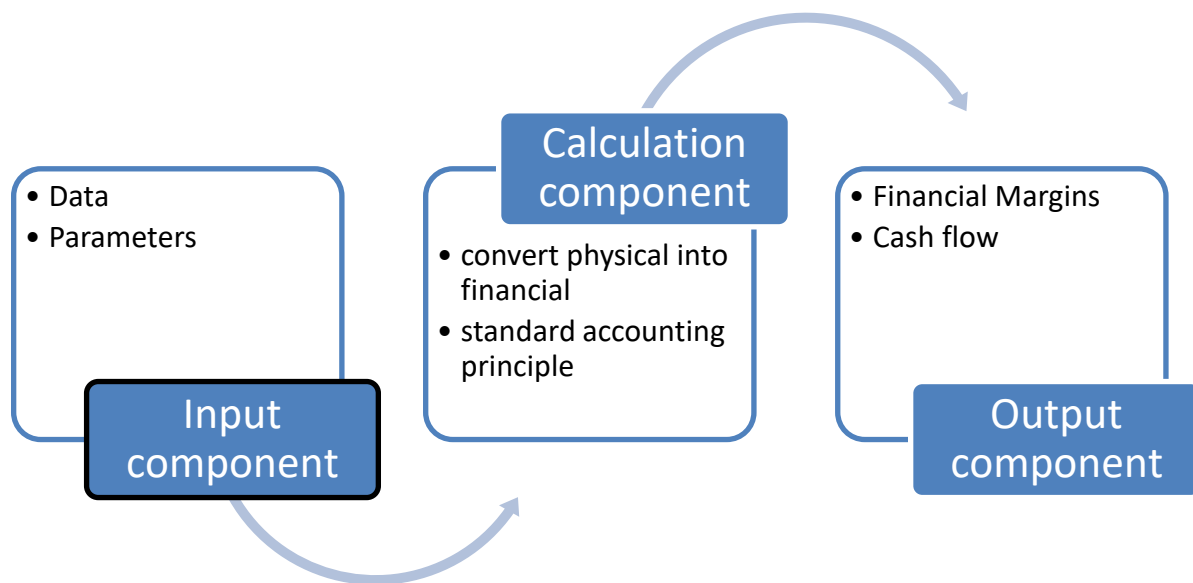 • Data
• Parameters
Input
component
Calculation
component
• convert physical into
financial
• standard accounting
principle
• Financial Margins
• Cash flow
Output
component